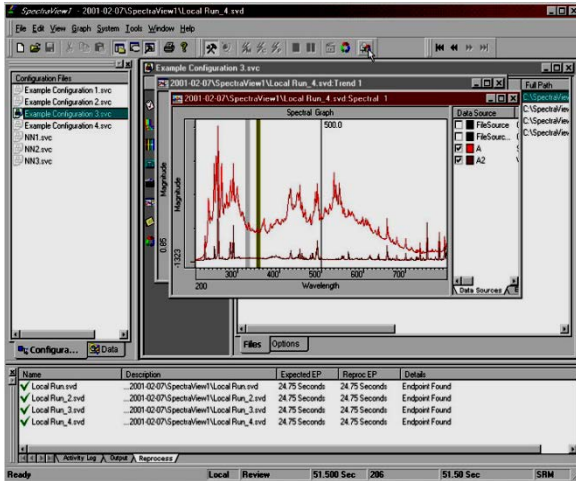 SpectraView1 - 2001-02-07\SpectraView1\Local Run_4.svd
File Edit View Graph System Tools Window Help
Configuration Files
Example Configuration 1.svc
Example Configuration 2.svc
Example Configuration 3.svc
Example Configuration 4.svc
NN1.svc
NN2.svc
NN3.svc
Configura...
Data
Example Configuration 3.svc
2001-02-07\SpectraView1\Local Run_4.svd:Trend 1
2001-02-07\SpectraView1\Local Run_4.svd:Spectral 1
Spectral Graph
500.0
Magnitude
Magnitude
0.85
-1323
200 300 400 500 600 700
Wavelength
Data Source
FileSource
FileSourc...
A
A2
Data Sources
Full Path
C:\SpectraView
C:\SpectraView
C:\SpectraView
C:\SpectraView
Files Options
Name Description Expected EP Reproc EP Details
Local Run.svd ...2001-02-07\SpectraView1\Local Run.svd 24.75 Seconds 24.75 Seconds Endpoint Found
Local Run_2.svd ...2001-02-07\SpectraView1\Local Run_2.svd 24.75 Seconds 24.75 Seconds Endpoint Found
Local Run_3.svd ...2001-02-07\SpectraView1\Local Run_3.svd 24.75 Seconds 24.75 Seconds Endpoint Found
Local Run_4.svd ...2001-02-07\SpectraView1\Local Run_4.svd 24.75 Seconds 24.75 Seconds Endpoint Found
Activity Log Output Reprocess
Ready Local Review 51.500 Sec 206 51.50 Sec SRM